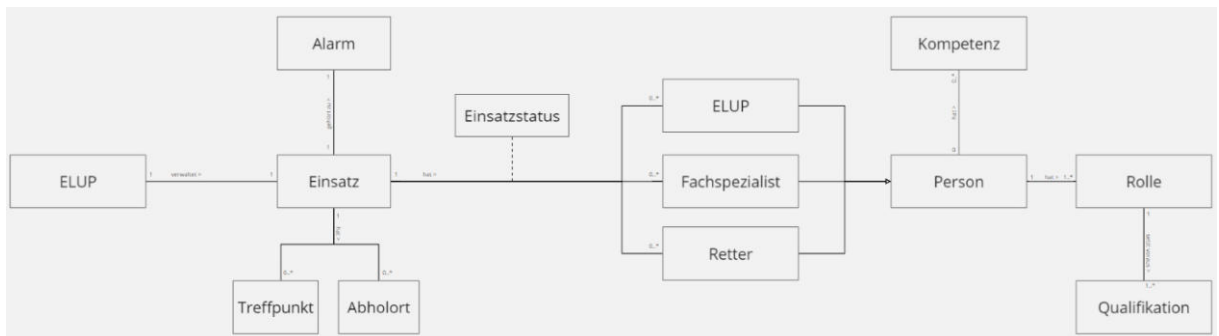 Alarm
Kompetenz
1
0..*
ELUP
0..*
Einsatzstatus
gehört zu >
< hat
1
ELUP
1
verwaltet >
1
Einsatz
1
hat >
0..*
Fachspezialist
Person
1
hat >
1..*
Rolle
1
hat >
1
0..*
Retter
0..*
0..*
1..*
Treffpunkt
Abholort
Qualifikation